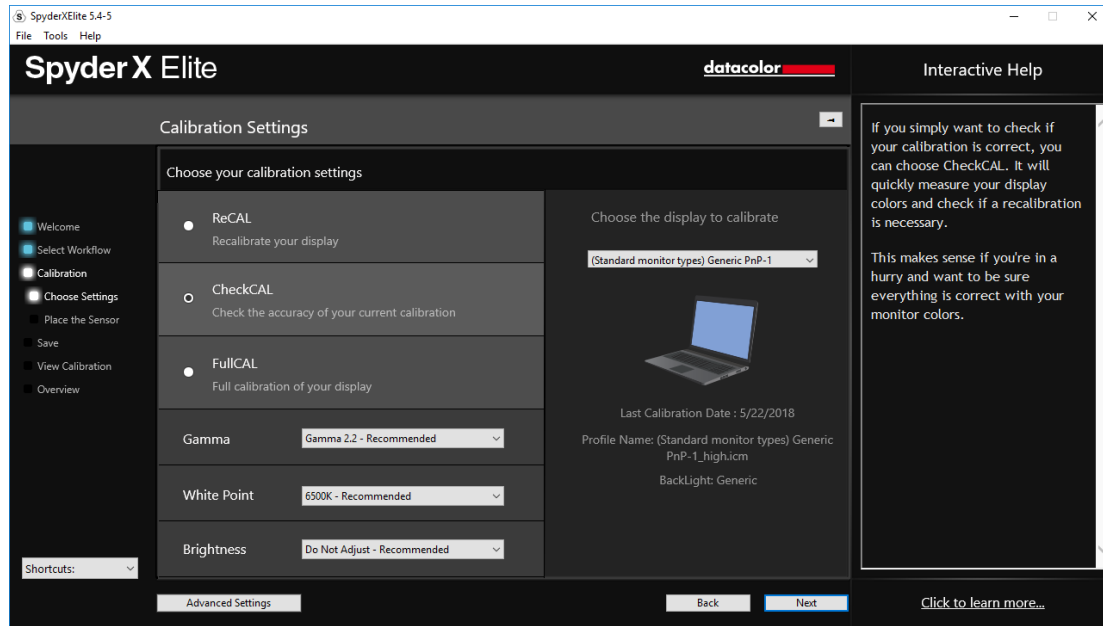 SpyderXElite 5.4-5
File Tools Help
Spyder X Elite
datacolor
Interactive Help
Calibration Settings
Choose your calibration settings
Welcome
Select Workflow
Calibration
Choose Settings
Place the Sensor
Save
View Calibration
Overview
Shortcuts:
ReCAL
Recalibrate your display
CheckCAL
Check the accuracy of your current calibration
FullCAL
Full calibration of your display
Gamma
Gamma 2.2 - Recommended
White Point
6500K - Recommended
Brightness
Do Not Adjust - Recommended
Choose the display to calibrate
(Standard monitor types) Generic PnP-1
Last Calibration Date : 5/22/2018
Profile Name: (Standard monitor types) Generic
PnP-1_high.icm
BackLight: Generic
If you simply want to check if
your calibration is correct, you
can choose CheckCAL. It will
quickly measure your display
colors and check if a recalibration
is necessary.
This makes sense if you're in a
hurry and want to be sure
everything is correct with your
monitor colors.
Advanced Settings
Back
Next
Click to learn more...